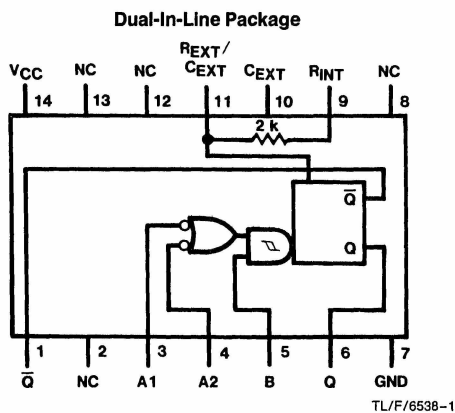 Dual-In-Line Package
REXT/
VCC NC NC CEXT CEXT RINT NC
14 13 12 11 10 9 8
2 k
Q̅
Q
1 2 3 4 5 6 7
Q̅ NC A1 A2 B Q GND
TL/F/6538-1